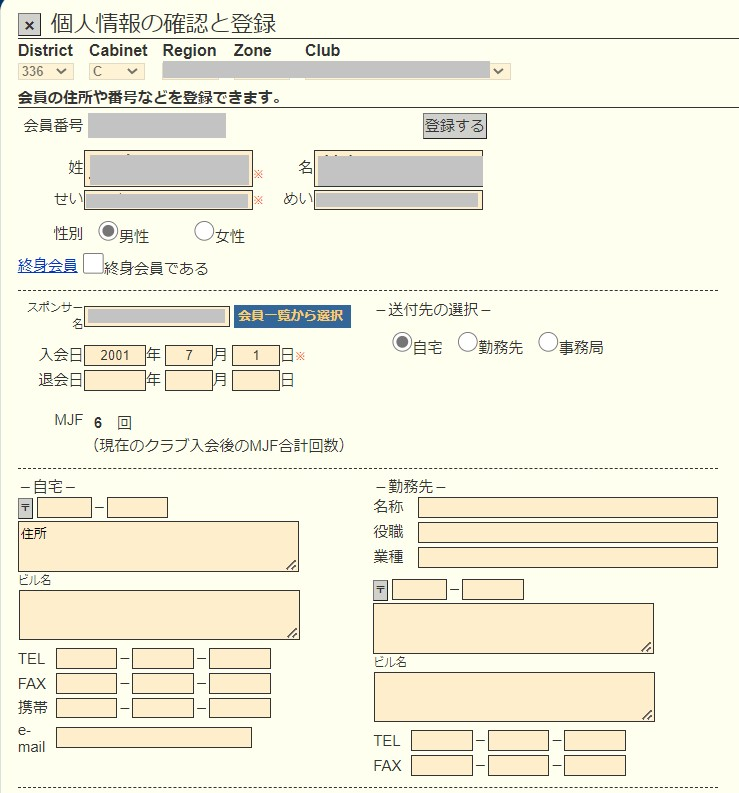 × 個人情報の確認と登録
District Cabinet Region Zone Club
336 C
会員の住所や番号などを登録できます。
会員番号 登録する
姓 ※ 名
せい ※ めい
性別 男性 女性
終身会員 終身会員である
スポンサー名 会員一覧から選択 －送付先の選択－
自宅 勤務先 事務局
入会日 2001 年 7 月 1 日※
退会日 年 月 日
MJF 6 回
（現在のクラブ入会後のMJF合計回数）
－自宅－ －勤務先－
〒 － 名称
住所 役職
業種
ビル名 〒 －
ビル名
TEL － －
FAX － －
携帯 － －
e-mail
TEL － －
FAX － －